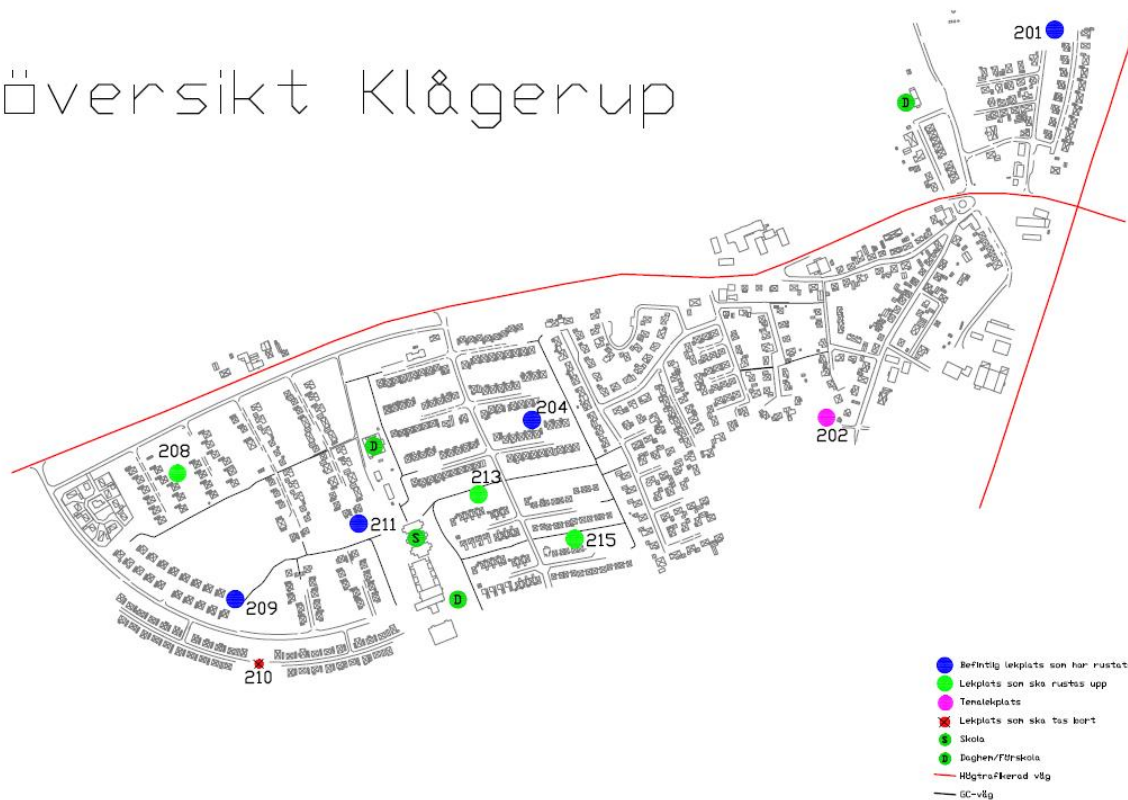 översikt Klågerup
201
D
204
202
208
D
213
211
S
215
209
D
210
Befintlig lekplats som har rustat
Lekplats som ska rustas upp
Temalekplats
Lekplats som ska tas bort
S Skola
D Daghem/Förskola
Högtrafikerad väg
GC-väg